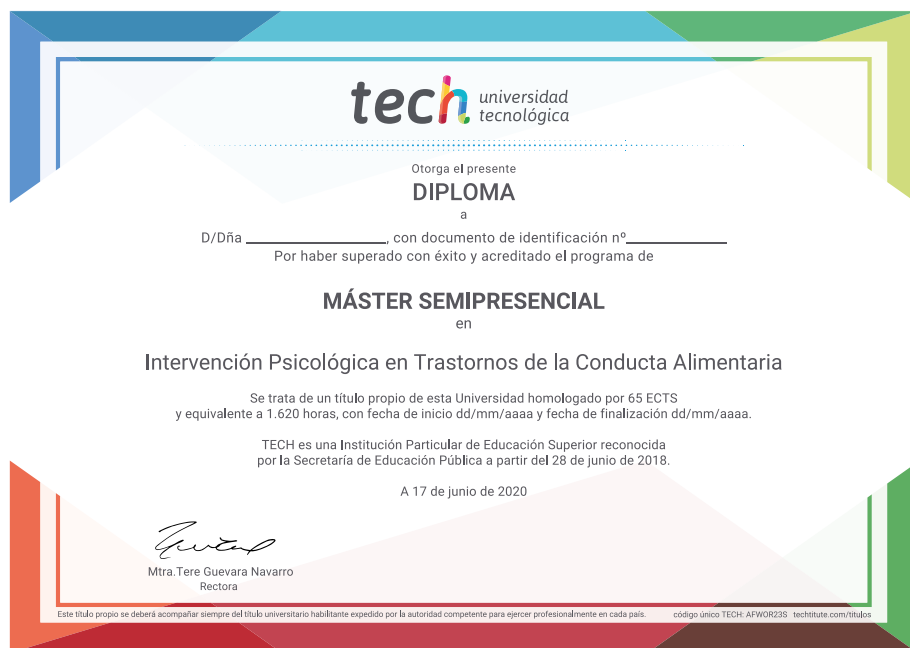 tech universidad
tecnológica
Otorga el presente
DIPLOMA
a
D/Dña ____________________, con documento de identificación nº______________
Por haber superado con éxito y acreditado el programa de
MÁSTER SEMIPRESENCIAL
en
Intervención Psicológica en Trastornos de la Conducta Alimentaria
Se trata de un título propio de esta Universidad homologado por 65 ECTS
y equivalente a 1.620 horas, con fecha de inicio dd/mm/aaaa y fecha de finalización dd/mm/aaaa.
TECH es una Institución Particular de Educación Superior reconocida
por la Secretaría de Educación Pública a partir del 28 de junio de 2018.
A 17 de junio de 2020
Mtra.Tere Guevara Navarro
Rectora
Este título propio se deberá acompañar siempre del título universitario habilitante expedido por la autoridad competente para ejercer profesionalmente en cada país. código único TECH: AFWOR23S techtitute.com/titulos